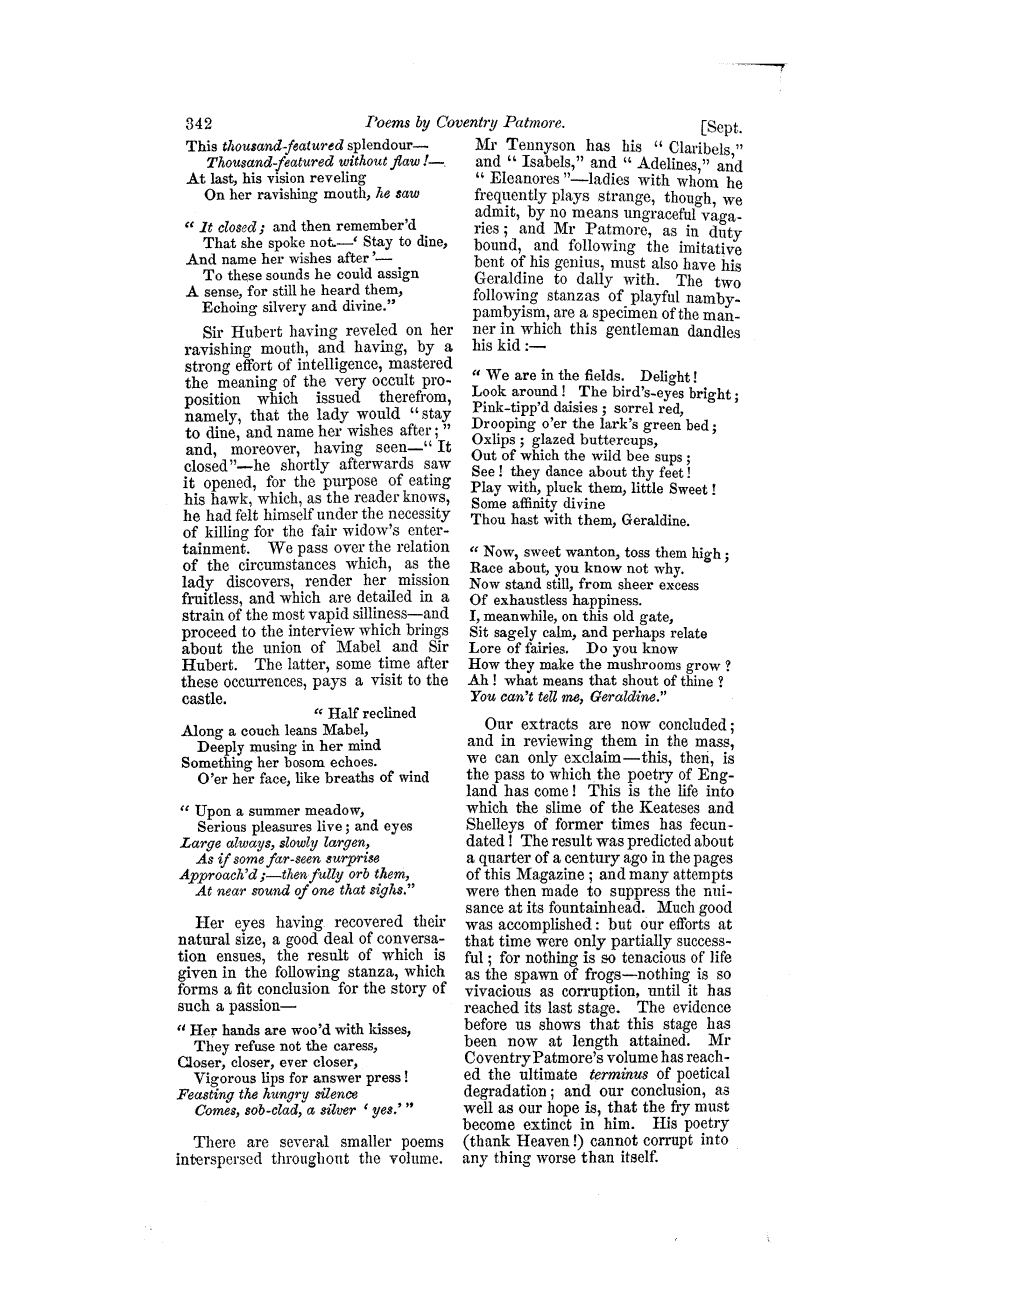 342
Poems by Coventry Patmore.
[Sept.
This thousand-featured splendour—
Thousand-featured without flaw!—
At last, his vision reveling
On her ravishing mouth, he saw
“ It closed; and then remember'd
That she spoke not.—‘ Stay to dine,
And name her wishes after’—
To these sounds he could assign
A sense, for still he heard them,
Echoing silvery and divine.”
Sir Hubert having reveled on her
ravishing mouth, and having, by a
strong effort of intelligence, mastered
the meaning of the very occult pro-
position which issued therefrom,
namely, that the lady would “stay
to dine, and name her wishes after;”
and, moreover, having seen—“ It
closed”—he shortly afterwards saw
it opened, for the purpose of eating
his hawk, which, as the reader knows,
he had felt himself under the necessity
of killing for the fair widow's enter-
tainment. We pass over the relation
of the circumstances which, as the
lady discovers, render her mission
fruitless, and which are detailed in a
strain of the most vapid silliness—and
proceed to the interview which brings
about the union of Mabel and Sir
Hubert. The latter, some time after
these occurrences, pays a visit to the
castle.
“ Half reclined
Along a couch leans Mabel,
Deeply musing in her mind
Something her bosom echoes.
O'er her face, like breaths of wind
“ Upon a summer meadow,
Serious pleasures live; and eyes
Large always, slowly largen,
As if some far-seen surprise
Approach'd;—then fully orb them,
At near sound of one that sighs.”
Her eyes having recovered their
natural size, a good deal of conversa-
tion ensues, the result of which is
given in the following stanza, which
forms a fit conclusion for the story of
such a passion—
“ Her hands are woo'd with kisses,
They refuse not the caress,
Closer, closer, ever closer,
Vigorous lips for answer press!
Feasting the hungry silence
Comes, sob-clad, a silver ‘ yes.’”
There are several smaller poems
interspersed throughout the volume.
Mr Tennyson has his “ Claribels,”
and “ Isabels,” and “ Adelines,” and
“ Eleanores”—ladies with whom he
frequently plays strange, though, we
admit, by no means ungraceful vaga-
ries; and Mr Patmore, as in duty
bound, and following the imitative
bent of his genius, must also have his
Geraldine to dally with. The two
following stanzas of playful namby-
pambyism, are a specimen of the man-
ner in which this gentleman dandles
his kid:—
“ We are in the fields. Delight!
Look around! The bird's-eyes bright;
Pink-tipp'd daisies; sorrel red,
Drooping o'er the lark's green bed;
Oxlips; glazed buttercups,
Out of which the wild bee sups;
See! they dance about thy feet!
Play with, pluck them, little Sweet!
Some affinity divine
Thou hast with them, Geraldine.
“ Now, sweet wanton, toss them high;
Race about, you know not why.
Now stand still, from sheer excess
Of exhaustless happiness.
I, meanwhile, on this old gate,
Sit sagely calm, and perhaps relate
Lore of fairies. Do you know
How they make the mushrooms grow?
Ah! what means that shout of thine?
You can't tell me, Geraldine.”
Our extracts are now concluded;
and in reviewing them in the mass,
we can only exclaim—this, then, is
the pass to which the poetry of Eng-
land has come! This is the life into
which the slime of the Keateses and
Shelleys of former times has fecun-
dated! The result was predicted about
a quarter of a century ago in the pages
of this Magazine; and many attempts
were then made to suppress the nui-
sance at its fountainhead. Much good
was accomplished: but our efforts at
that time were only partially success-
ful; for nothing is so tenacious of life
as the spawn of frogs—nothing is so
vivacious as corruption, until it has
reached its last stage. The evidence
before us shows that this stage has
been now at length attained. Mr
Coventry Patmore's volume has reach-
ed the ultimate terminus of poetical
degradation; and our conclusion, as
well as our hope is, that the fry must
become extinct in him. His poetry
(thank Heaven!) cannot corrupt into
any thing worse than itself.